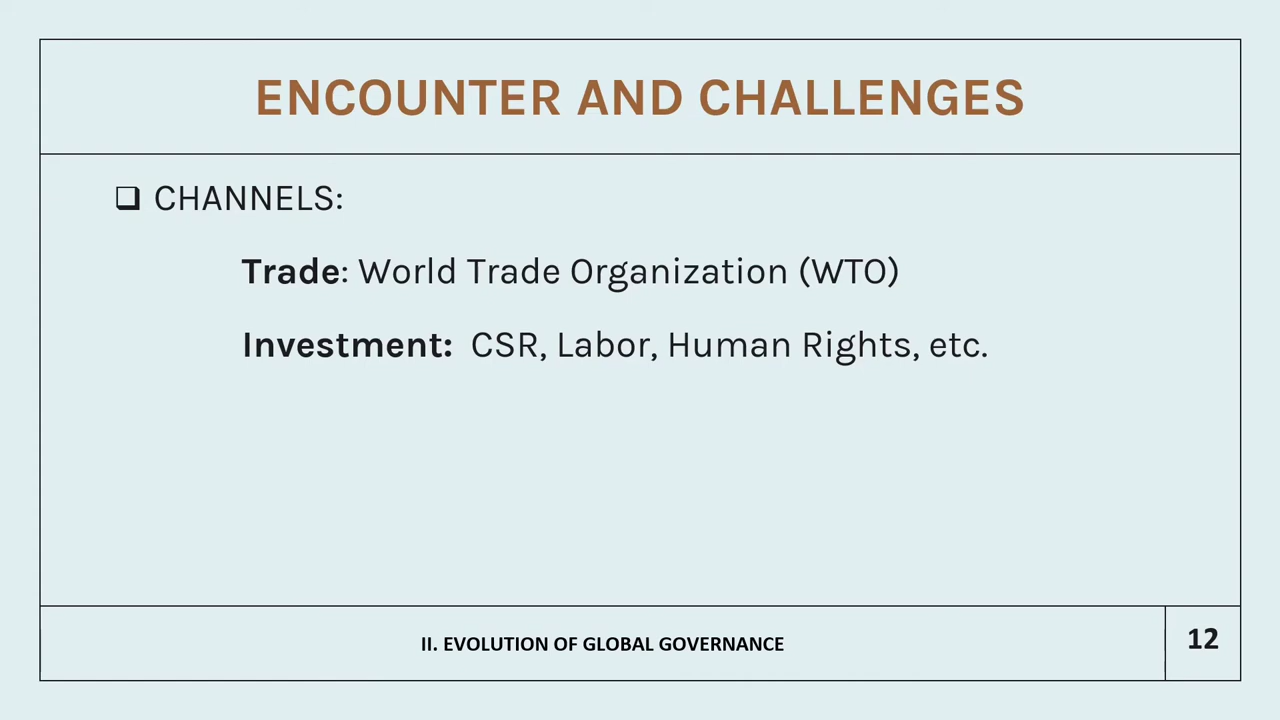 ENCOUNTER AND CHALLENGES
❑ CHANNELS:
Trade: World Trade Organization (WTO)
Investment: CSR, Labor, Human Rights, etc.
II. EVOLUTION OF GLOBAL GOVERNANCE
12